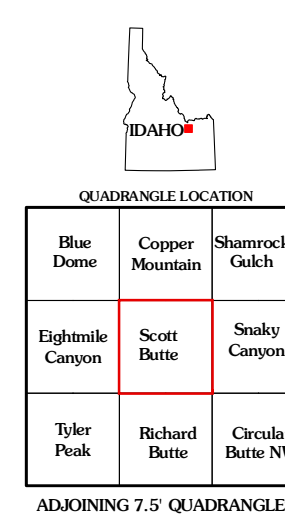 IDAHO
QUADRANGLE LOCATION
Blue
Dome
Copper
Mountain
Shamrock
Gulch
Eightmile
Canyon
Scott
Butte
Snaky
Canyon
Tyler
Peak
Richard
Butte
Circula
Butte N
ADJOINING 7.5' QUADRANGLE